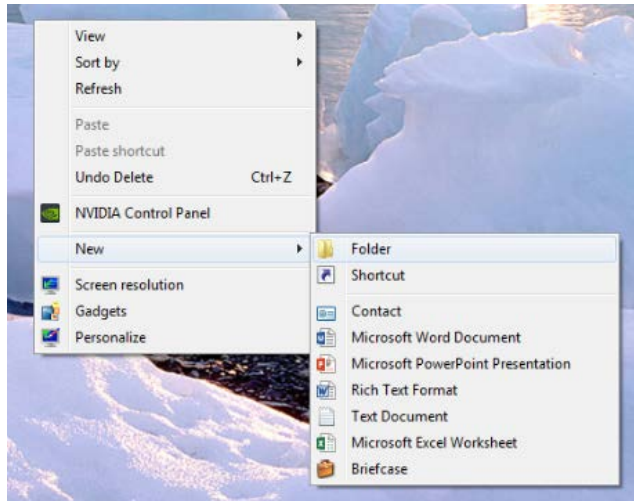 View
Sort by
Refresh
Paste
Paste shortcut
Undo Delete Ctrl+Z
NVIDIA Control Panel
New
Screen resolution
Gadgets
Personalize
Folder
Shortcut
Contact
Microsoft Word Document
Microsoft PowerPoint Presentation
Rich Text Format
Text Document
Microsoft Excel Worksheet
Briefcase